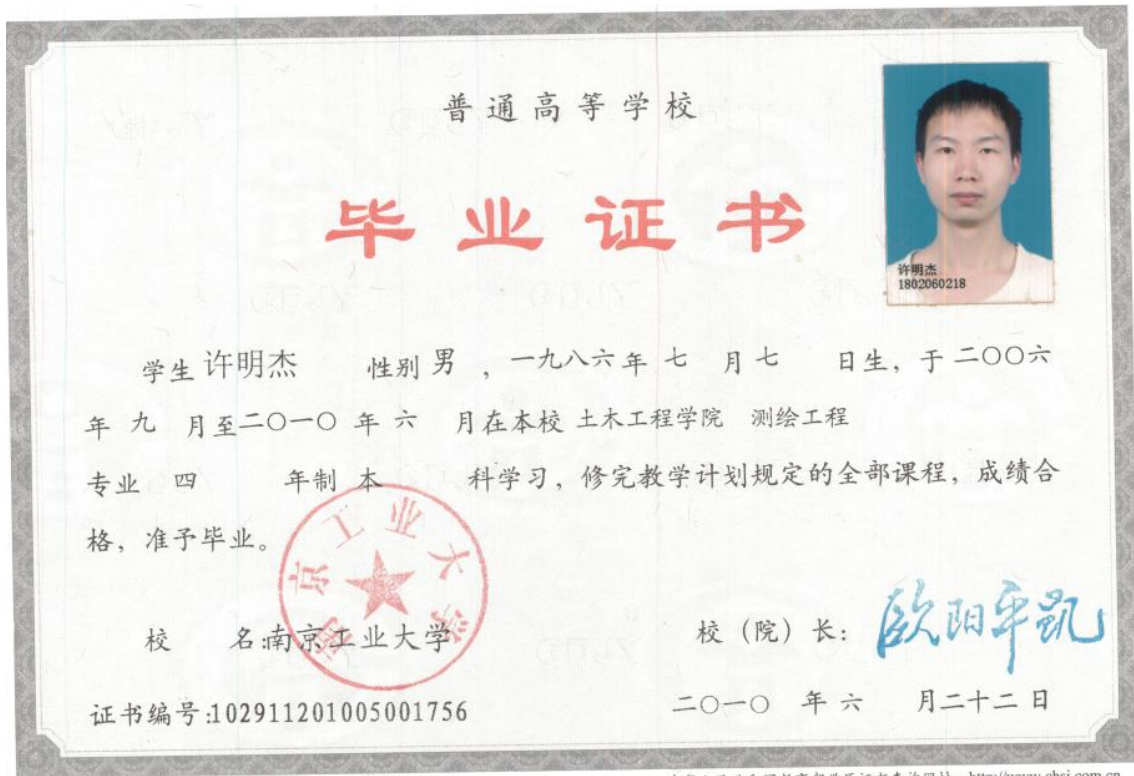 普通高等学校
毕业证书
许明杰
1802060218
学生 许明杰 性别 男 ，一九八六 年 七 月 七 日生，于 二〇〇六
年 九 月至二〇一〇 年 六 月在本校 土木工程学院 测绘工程
专业 四 年制 本 科学习，修完教学计划规定的全部课程，成绩合
格，准予毕业。
南京工业大学
校 名:南京工业大学 校（院）长： 欧阳平凯
证书编号:102911201005001756 二〇一〇 年 六 月二十二日
http://www.chsi.com.cn